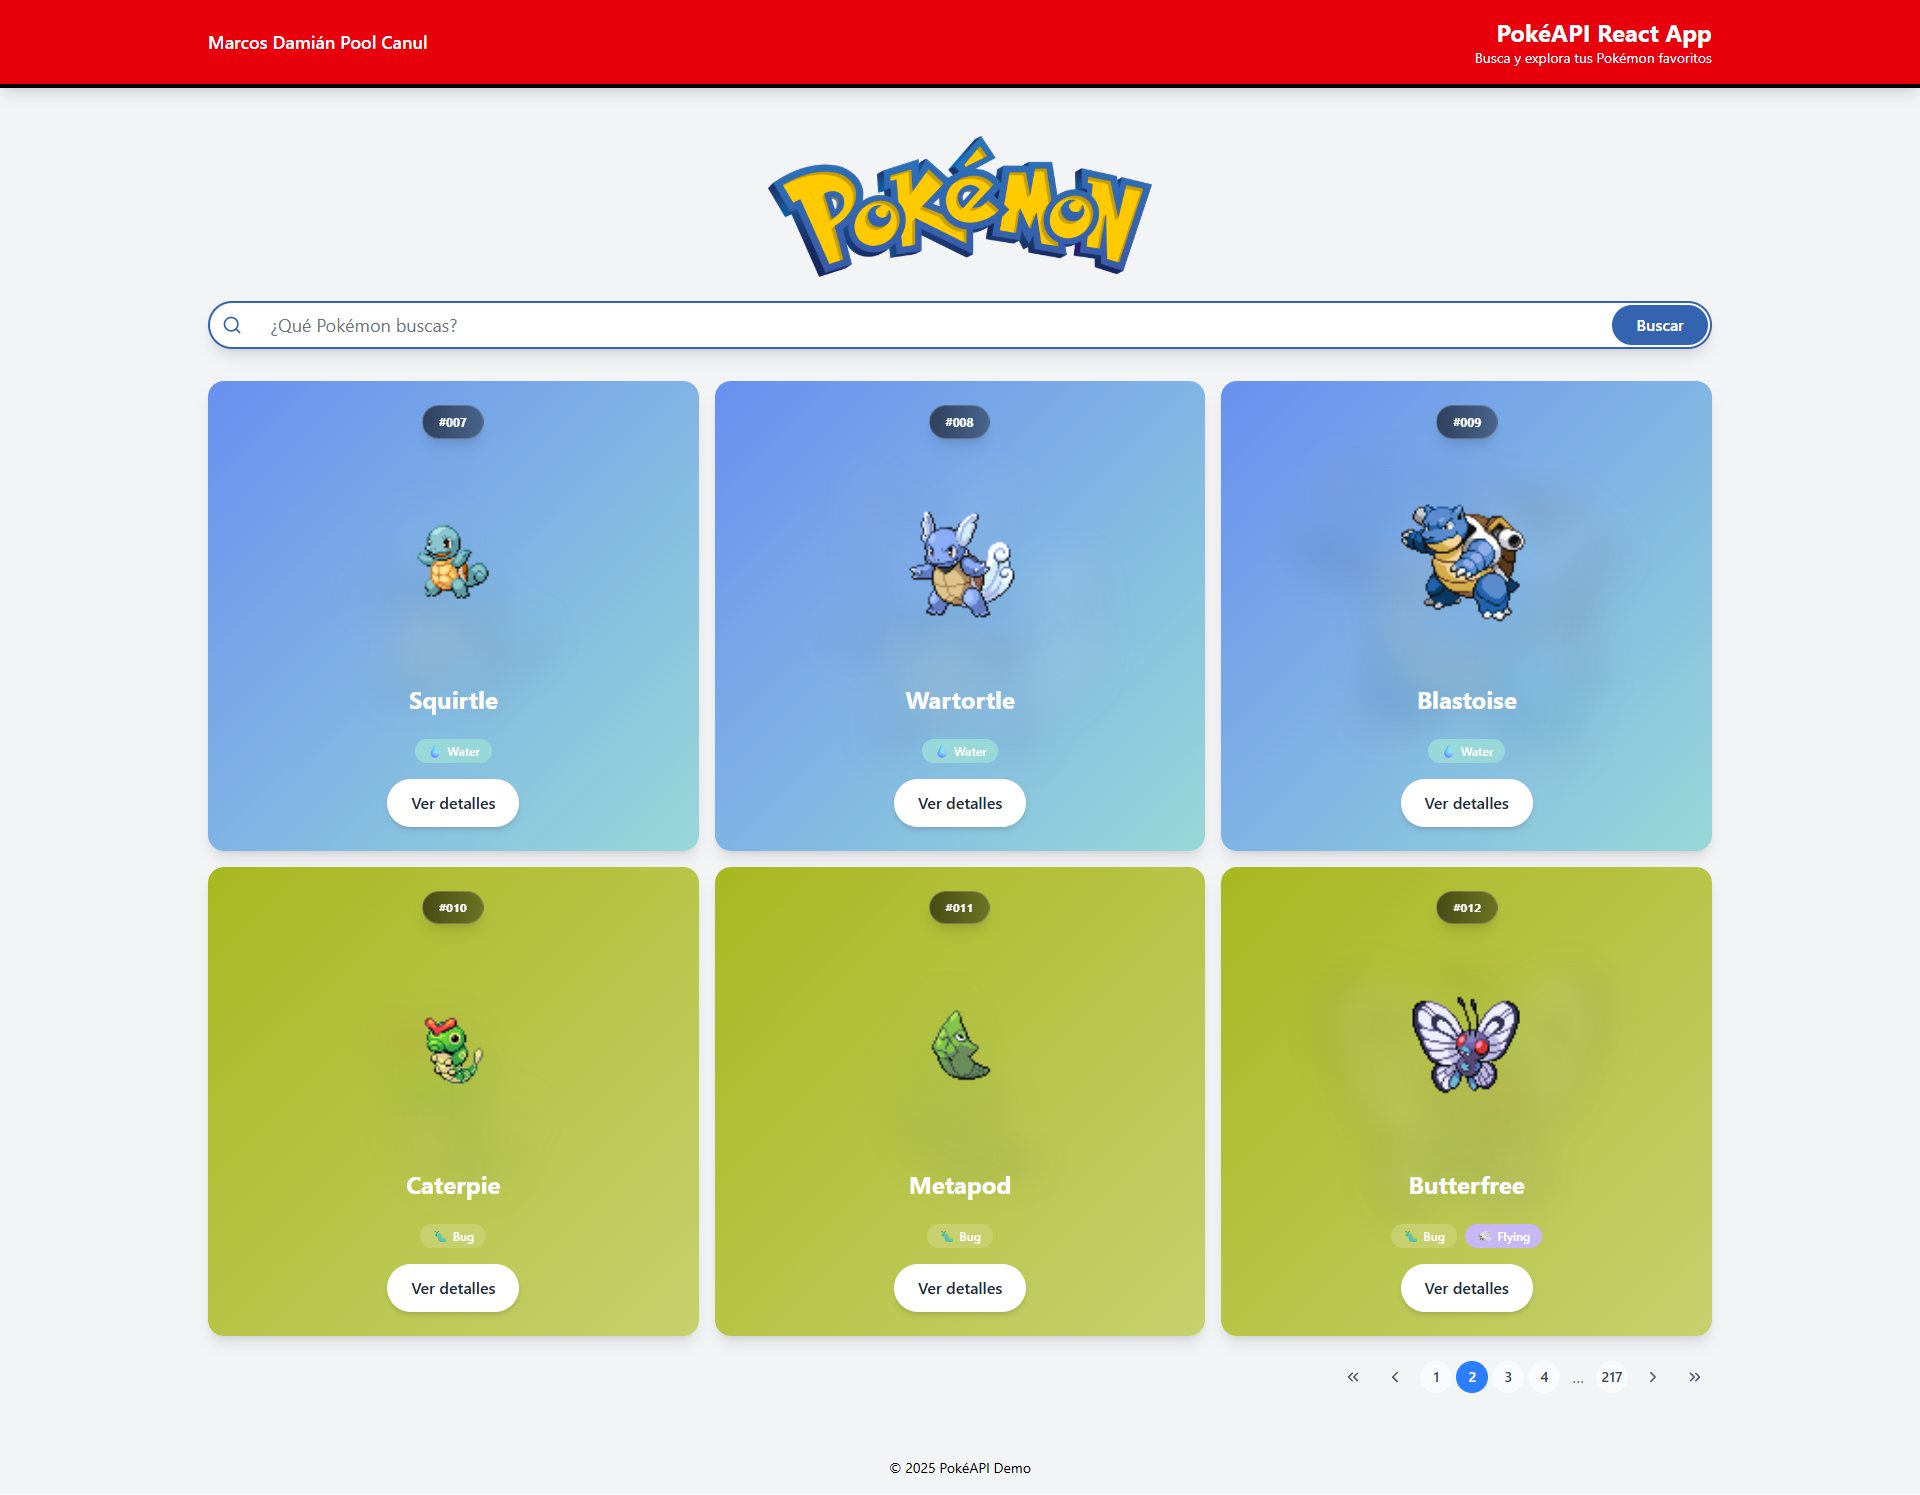 Marcos Damián Pool Canul
PokéAPI React App
Busca y explora tus Pokémon favoritos
POKéMON
¿Qué Pokémon buscas?
Buscar
#007
#008
#009
Squirtle
Wartortle
Blastoise
Water
Water
Water
Ver detalles
Ver detalles
Ver detalles
#010
#011
#012
Caterpie
Metapod
Butterfree
Bug
Bug
Bug Flying
Ver detalles
Ver detalles
Ver detalles
« ‹ 1 2 3 4 ... 217 › »
© 2025 PokéAPI Demo